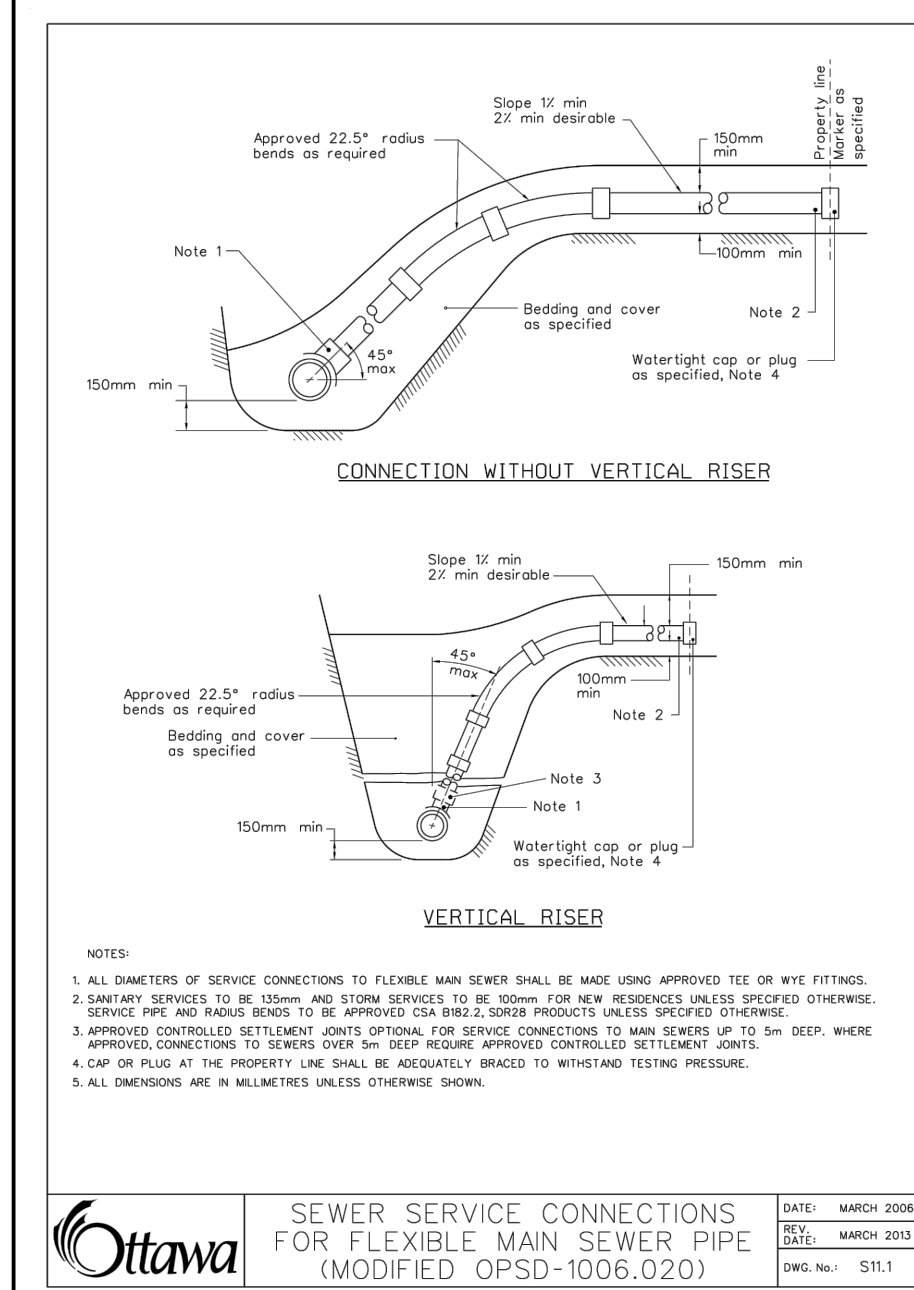 Property line
Marker as
specified
Slope 1% min
2% min desirable
Approved 22.5° radius
bends as required
150mm
min
Note 1
100mm min
Bedding and cover
as specified
Note 2
45°
max
Watertight cap or plug
as specified, Note 4
150mm min
CONNECTION WITHOUT VERTICAL RISER
Slope 1% min
2% min desirable
150mm min
45°
max
Approved 22.5° radius
bends as required
100mm
min
Note 2
Bedding and cover
as specified
Note 3
Note 1
150mm min
Watertight cap or plug
as specified, Note 4
VERTICAL RISER
NOTES:
1. ALL DIAMETERS OF SERVICE CONNECTIONS TO FLEXIBLE MAIN SEWER SHALL BE MADE USING APPROVED TEE OR WYE FITTINGS.
2. SANITARY SERVICES TO BE 135mm AND STORM SERVICES TO BE 100mm FOR NEW RESIDENCES UNLESS SPECIFIED OTHERWISE.
SERVICE PIPE AND RADIUS BENDS TO BE APPROVED CSA B182.2, SDR28 PRODUCTS UNLESS SPECIFIED OTHERWISE.
3. APPROVED CONTROLLED SETTLEMENT JOINTS OPTIONAL FOR SERVICE CONNECTIONS TO MAIN SEWERS UP TO 5m DEEP. WHERE
APPROVED, CONNECTIONS TO SEWERS OVER 5m DEEP REQUIRE APPROVED CONTROLLED SETTLEMENT JOINTS.
4. CAP OR PLUG AT THE PROPERTY LINE SHALL BE ADEQUATELY BRACED TO WITHSTAND TESTING PRESSURE.
5. ALL DIMENSIONS ARE IN MILLIMETRES UNLESS OTHERWISE SHOWN.
Ottawa
SEWER SERVICE CONNECTIONS
FOR FLEXIBLE MAIN SEWER PIPE
(MODIFIED OPSD-1006.020)
DATE: MARCH 2006
REV.
DATE: MARCH 2013
DWG. No.: S11.1